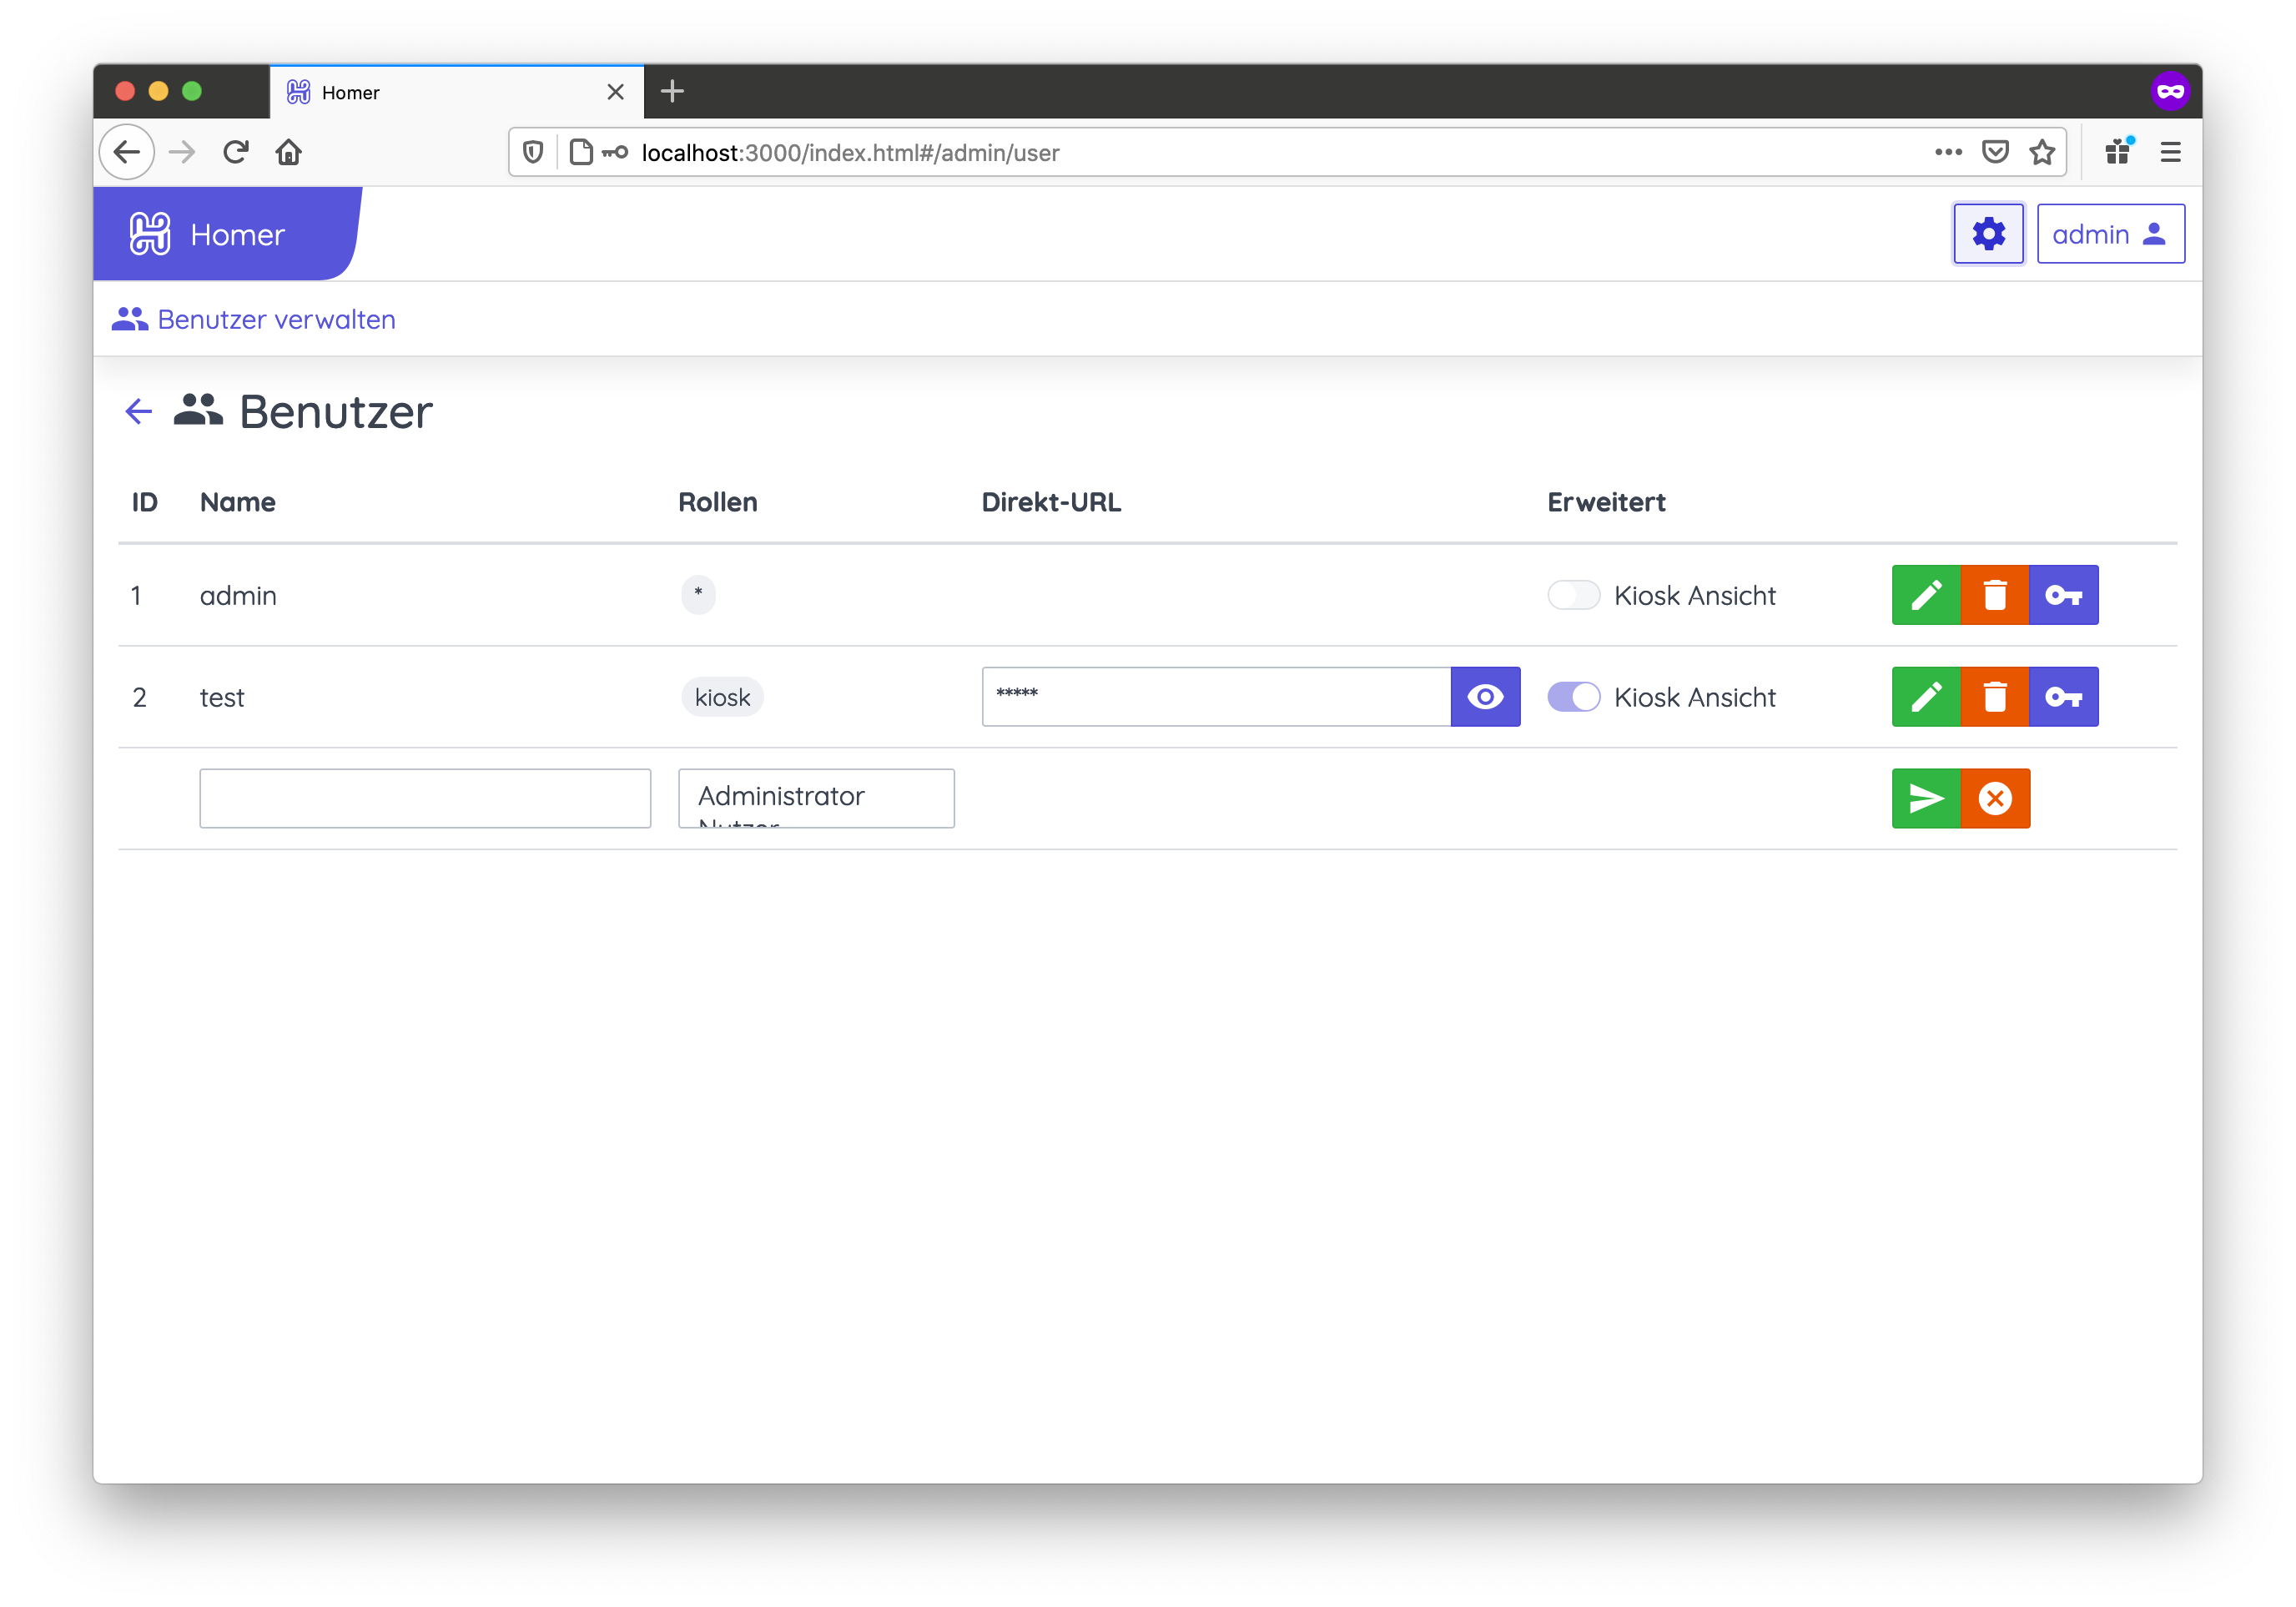 Homer
localhost:3000/index.html#/admin/user
Homer
admin
Benutzer verwalten
Benutzer
ID Name Rollen Direkt-URL Erweitert
1 admin * Kiosk Ansicht
2 test kiosk ***** Kiosk Ansicht
Administrator
Nutzer